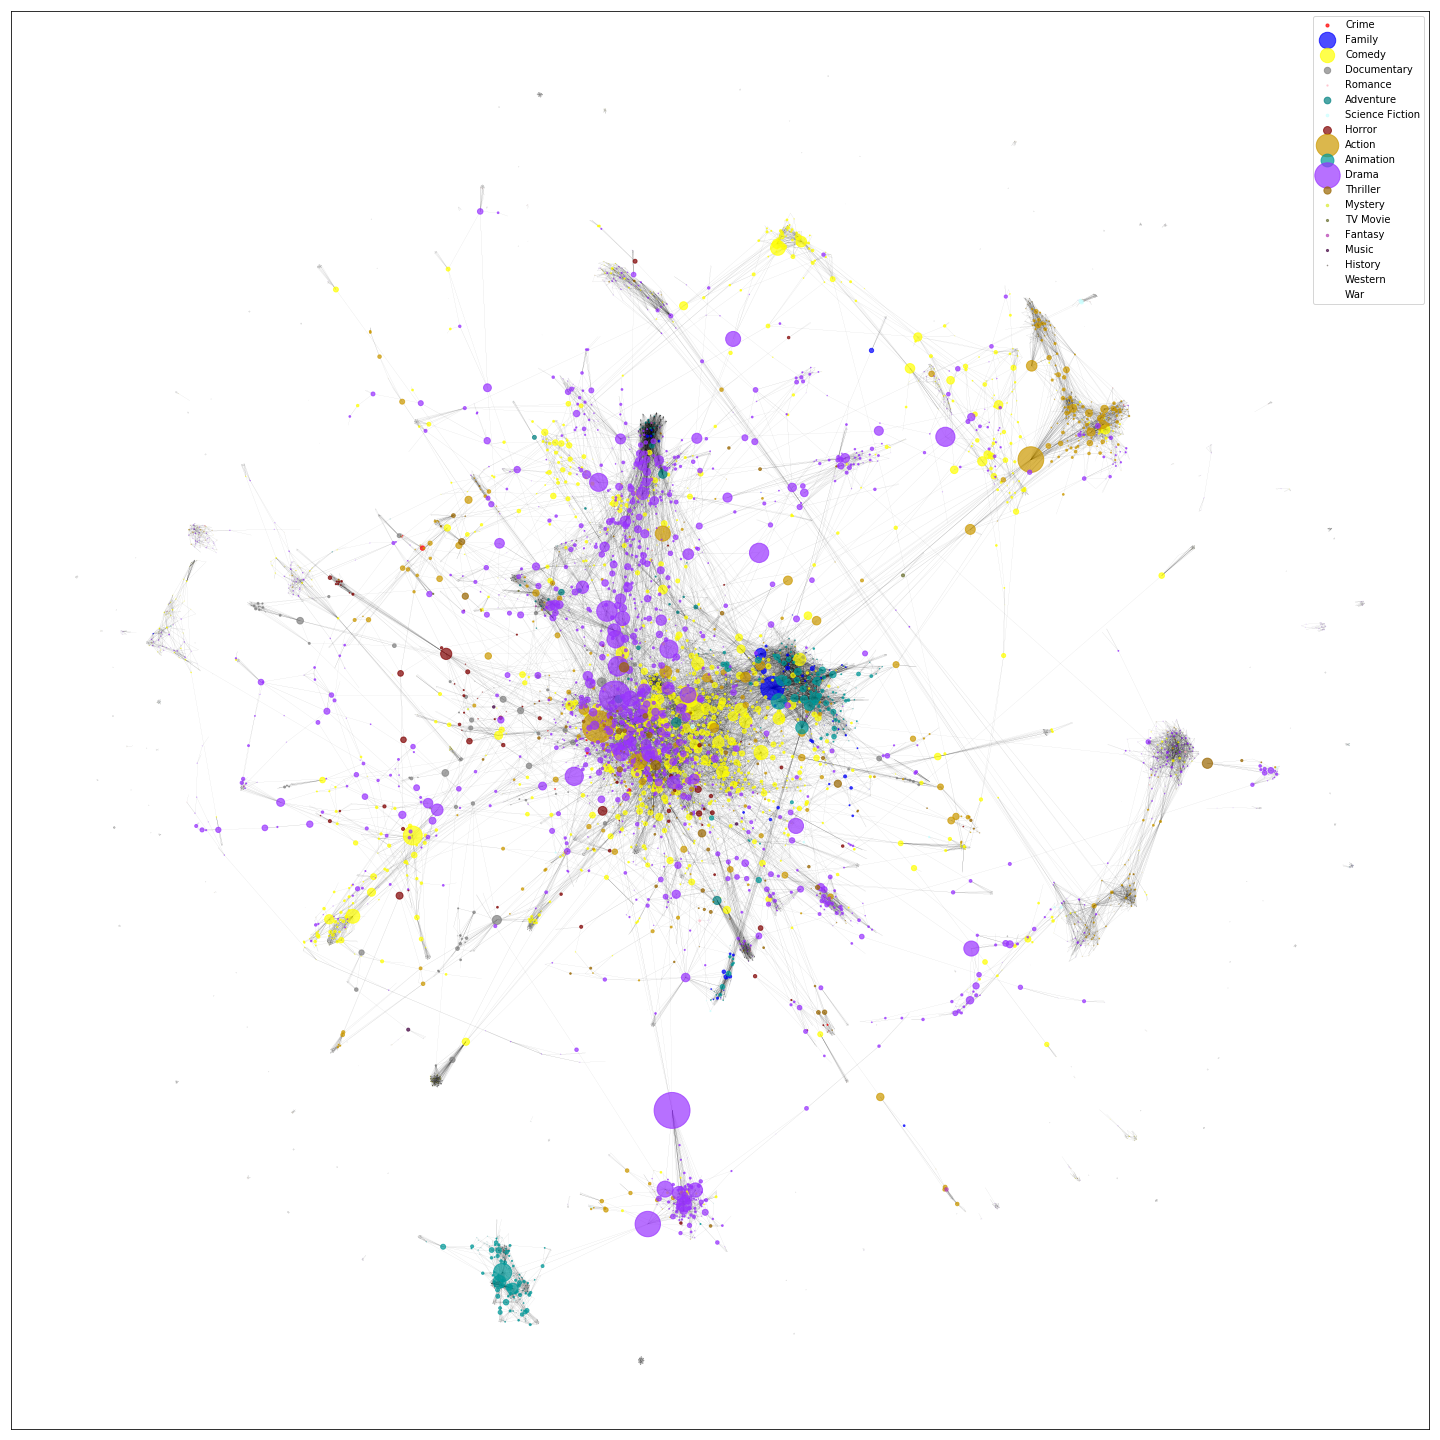 Crime
Family
Comedy
Documentary
Romance
Adventure
Science Fiction
Horror
Action
Animation
Drama
Thriller
Mystery
TV Movie
Fantasy
Music
History
Western
War